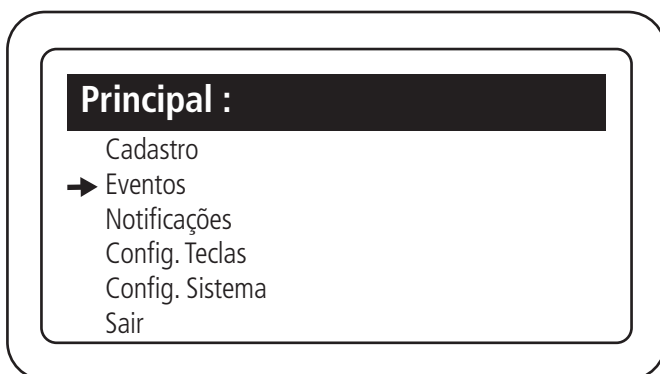 Principal :
Cadastro
Eventos
Notificações
Config. Teclas
Config. Sistema
Sair